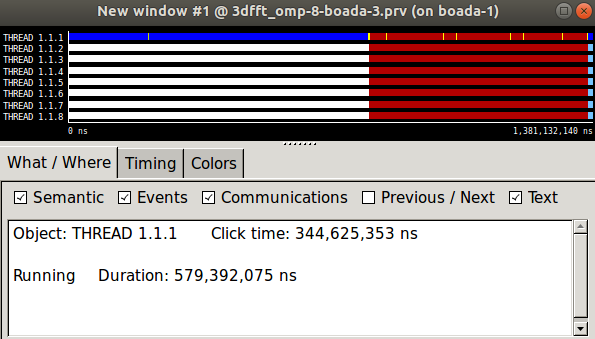 New window #1 @ 3dfft_omp-8-boada-3.prv (on boada-1)
THREAD 1.1.1
THREAD 1.1.2
THREAD 1.1.3
THREAD 1.1.4
THREAD 1.1.5
THREAD 1.1.6
THREAD 1.1.7
THREAD 1.1.8
0 ns 1,381,132,140 ns
What / Where Timing Colors
Semantic Events Communications Previous / Next Text
Object: THREAD 1.1.1 Click time: 344,625,353 ns
Running Duration: 579,392,075 ns